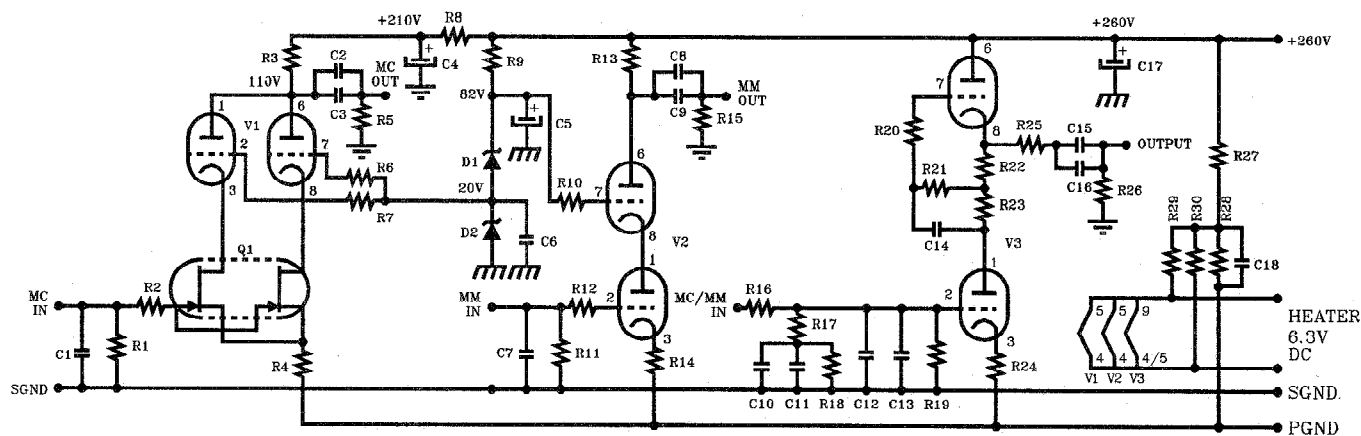 +210V R8
+260V
+260V
R3
C2
MC
OUT
C4
R9
R13
C8
MM
OUT
C17
6
7
110V
C3
R5
82V
C5
C9
R15
R20
8
R25
C15
OUTPUT
R27
1
V1
6
2
7
R6
D1
6
R21
R22
C16
R26
3
8
R7
20V
R10
7
R23
R29
R30
R28
Q1
D2
C6
8
V2
C14
V3
C18
MC
IN
R2
MM
IN
R12
1
2
MC/MM
IN
R16
1
2
HEATER
6.3V
DC
5
5
9
C1
R1
R4
C7
R11
3
R14
R17
3
R24
4
4
4/5
V1
V2
V3
SGND
C10
C11
R18
C12
C13
R19
SGND.
PGND